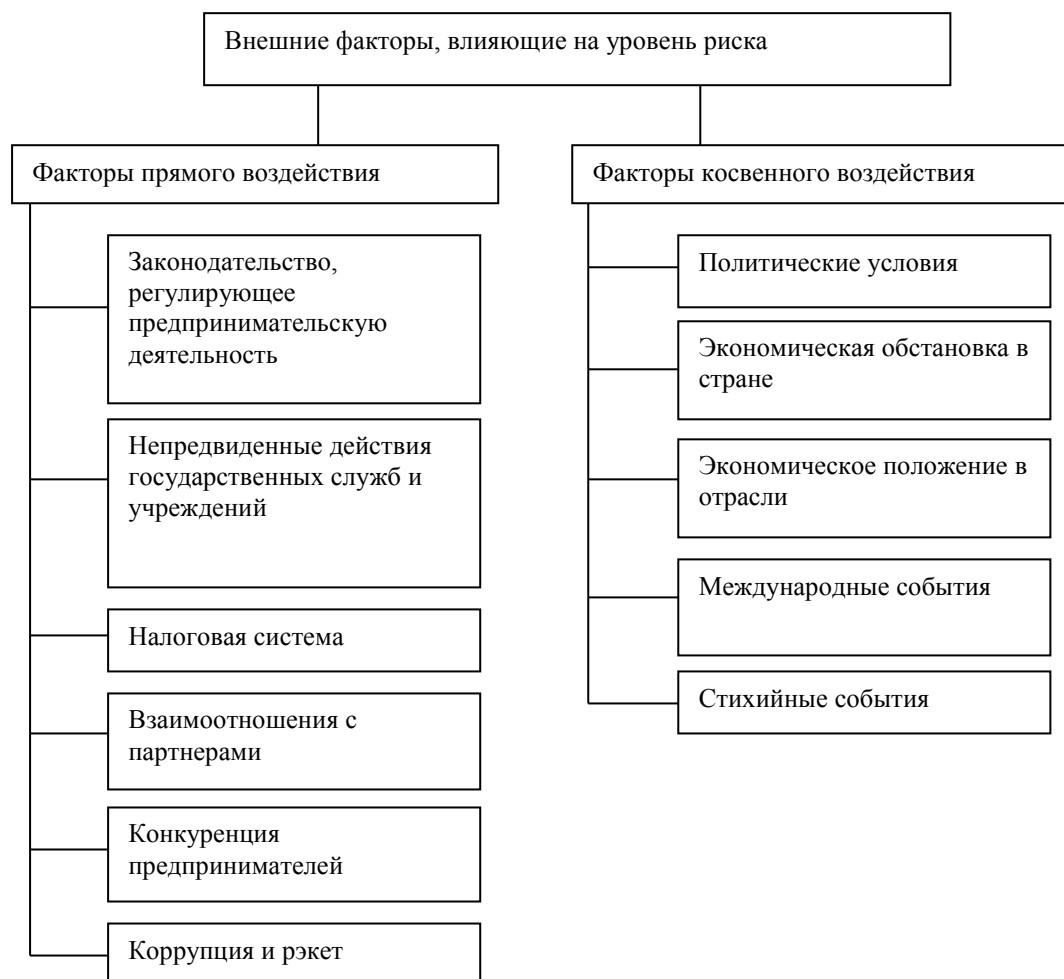 Внешние факторы, влияющие на уровень риска
Факторы прямого воздействия
Законодательство,
регулирующее
предпринимательскую
деятельность
Непредвиденные действия
государственных служб и
учреждений
Налоговая система
Взаимоотношения с
партнерами
Конкуренция
предпринимателей
Коррупция и рэкет
Факторы косвенного воздействия
Политические условия
Экономическая обстановка в
стране
Экономическое положение в
отрасли
Международные события
Стихийные события